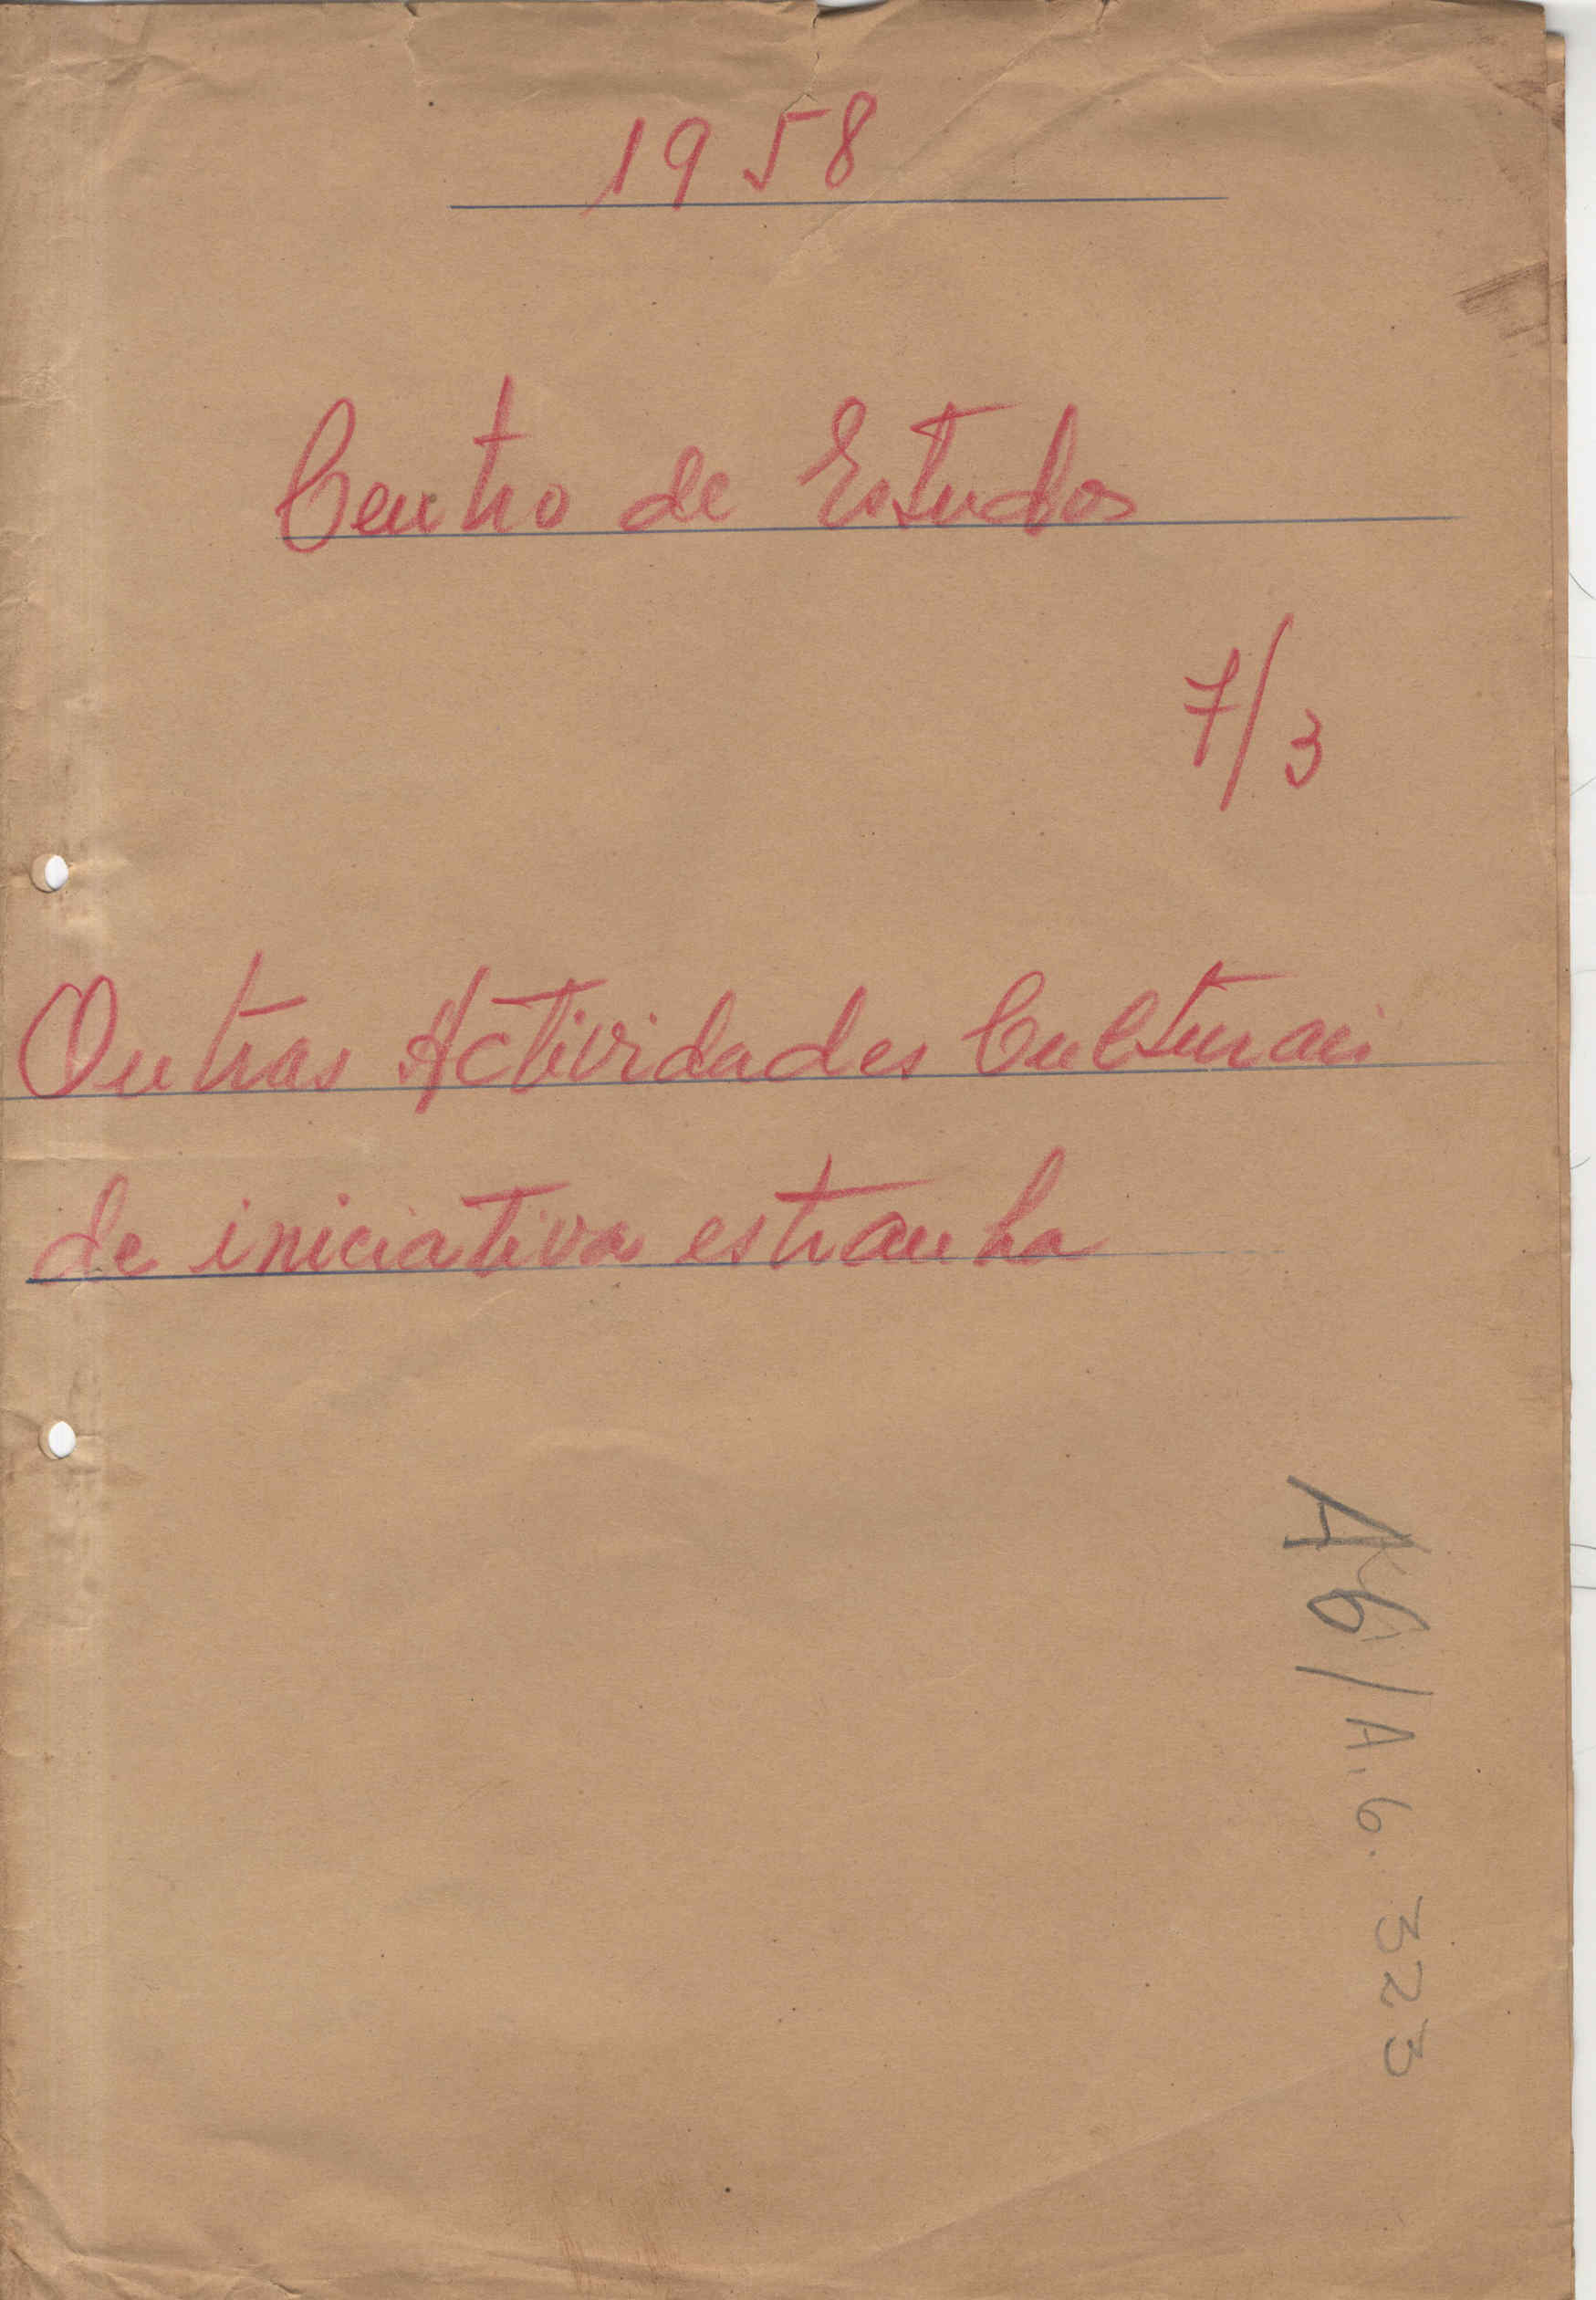 1958
Centro de Estudos
7/3
Outras Actividades Culturais
de iniciativa estranha
A6/A.6.323